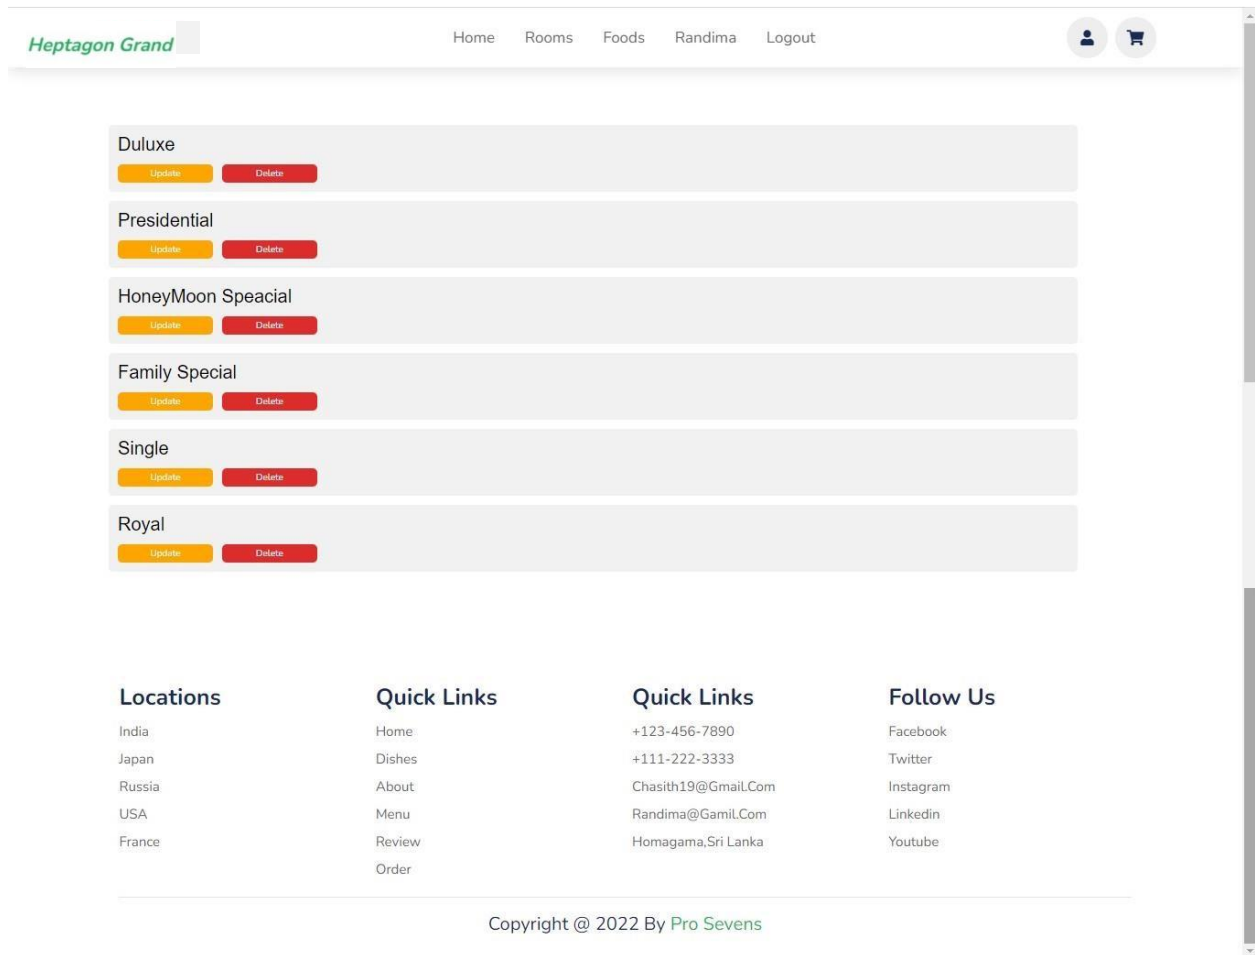 Heptagon Grand
Home Rooms Foods Randima Logout
Duluxe
Update Delete
Presidential
Update Delete
HoneyMoon Speacial
Update Delete
Family Special
Update Delete
Single
Update Delete
Royal
Update Delete
Locations Quick Links Quick Links Follow Us
India Home +123-456-7890 Facebook
Japan Dishes +111-222-3333 Twitter
Russia About Chasith19@Gmail.Com Instagram
USA Menu Randima@Gamil.Com Linkedin
France Review Homagama,Sri Lanka Youtube
Order
Copyright @ 2022 By Pro Sevens